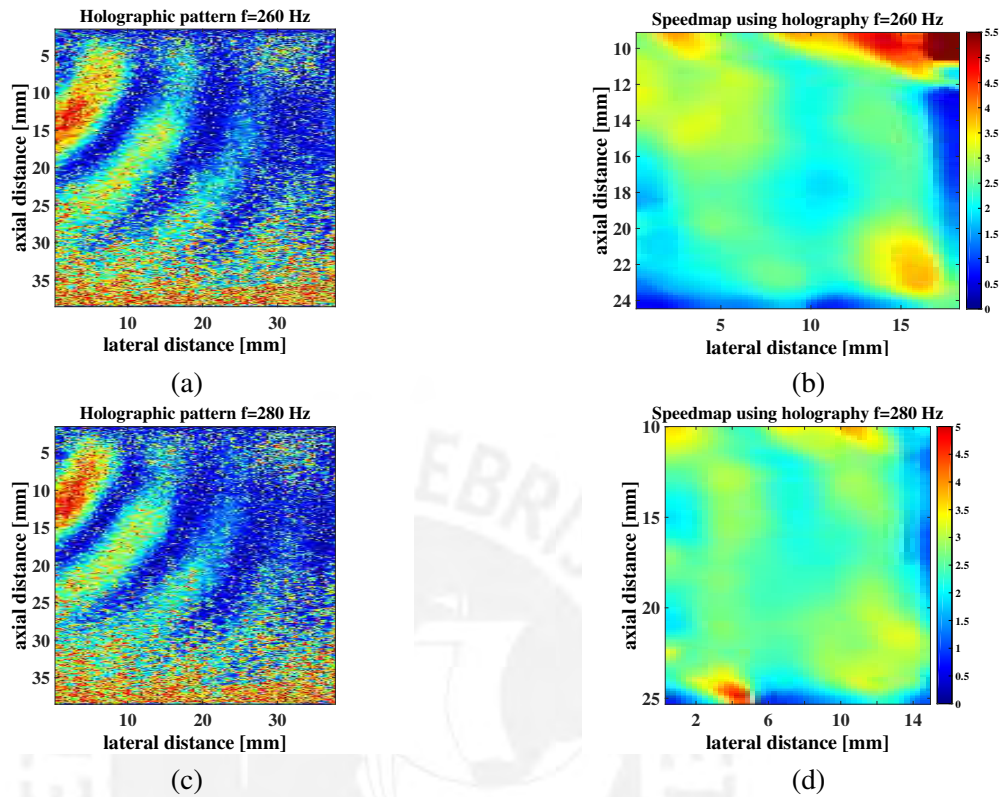 Holographic pattern f=260 Hz
axial distance [mm]
5
10
15
20
25
30
35
10 20 30
lateral distance [mm]
(a)
Speedmap using holography f=260 Hz
axial distance [mm]
10
12
14
16
18
20
22
24
5 10 15
lateral distance [mm]
5.5
5
4.5
4
3.5
3
2.5
2
1.5
1
0.5
0
(b)
Holographic pattern f=280 Hz
axial distance [mm]
5
10
15
20
25
30
35
10 20 30
lateral distance [mm]
(c)
Speedmap using holography f=280 Hz
axial distance [mm]
10
15
20
25
2 6 10 14
lateral distance [mm]
5
4.5
4
3.5
3
2.5
2
1.5
1
0.5
0
(d)
EBRIS